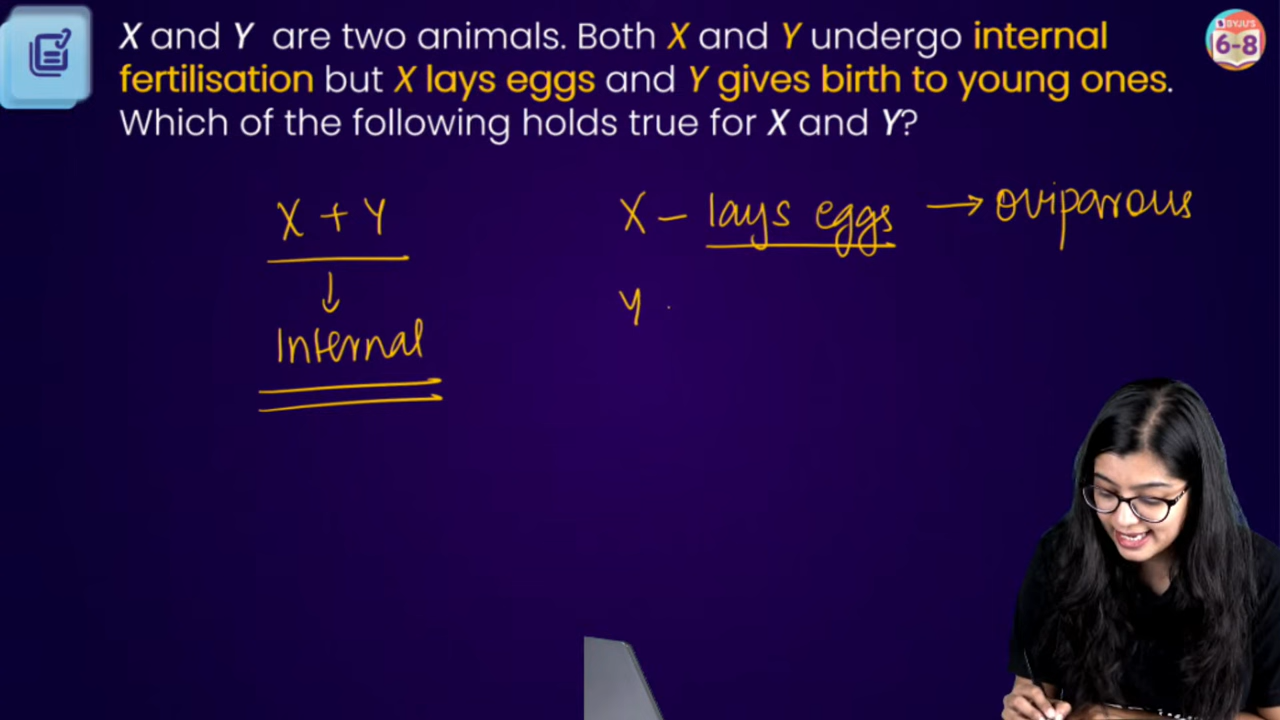 X and Y are two animals. Both X and Y undergo internal
fertilisation but X lays eggs and Y gives birth to young ones.
Which of the following holds true for X and Y?
BYJU'S
6-8
X + Y
Internal
X – lays eggs → oviparous
Y